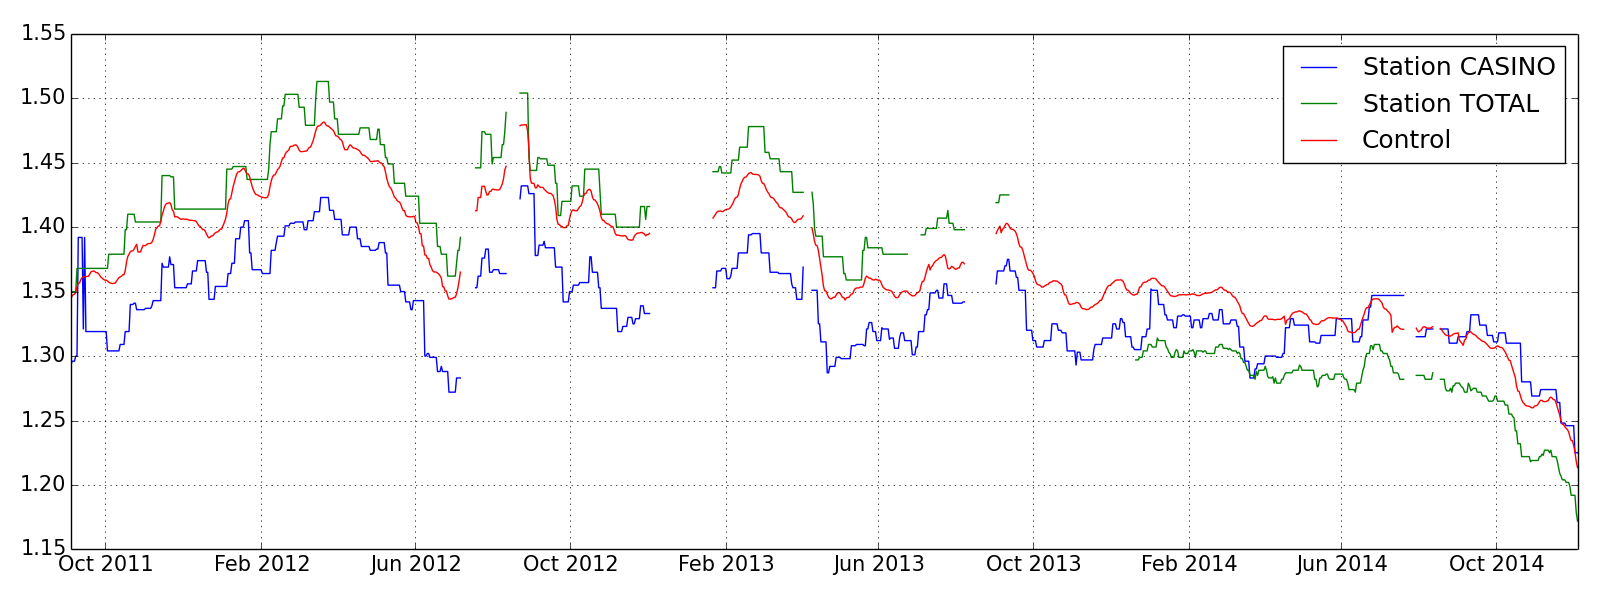 1.55
1.50
1.45
1.40
1.35
1.30
1.25
1.20
1.15
Station CASINO
Station TOTAL
Control
Oct 2011 Feb 2012 Jun 2012 Oct 2012 Feb 2013 Jun 2013 Oct 2013 Feb 2014 Jun 2014 Oct 2014